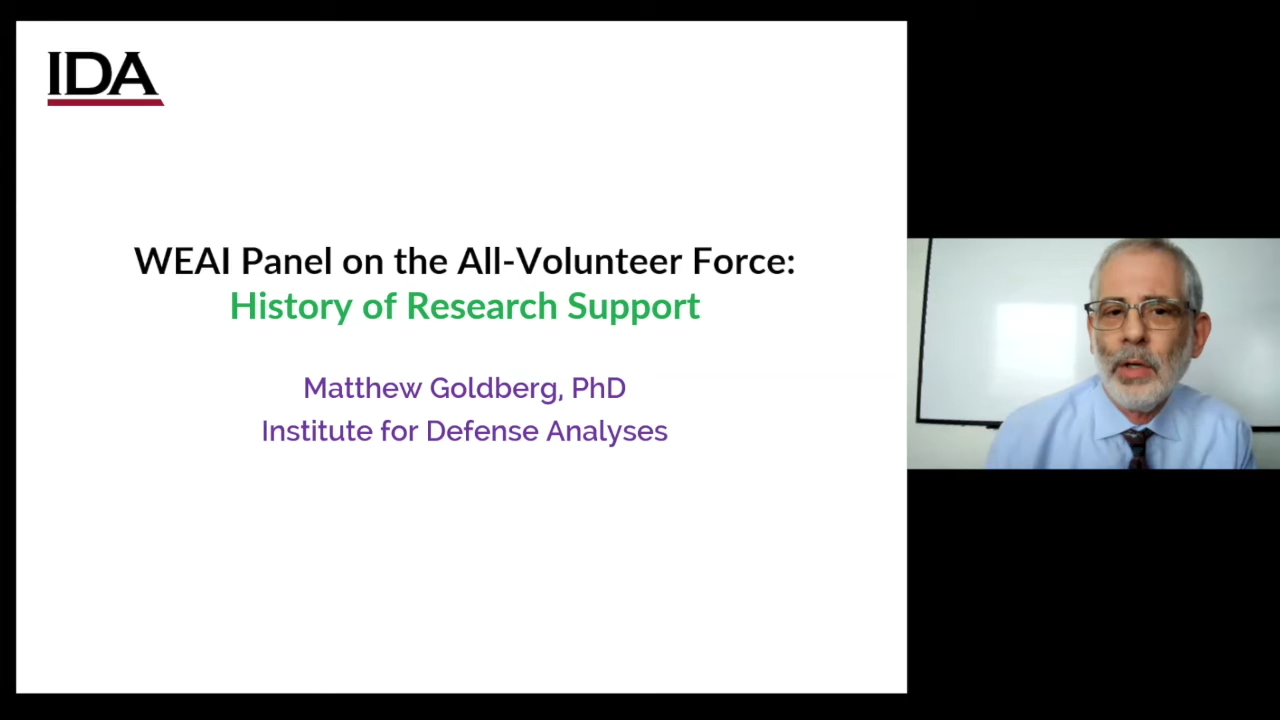 IDA
WEAI Panel on the All-Volunteer Force:
History of Research Support
Matthew Goldberg, PhD
Institute for Defense Analyses